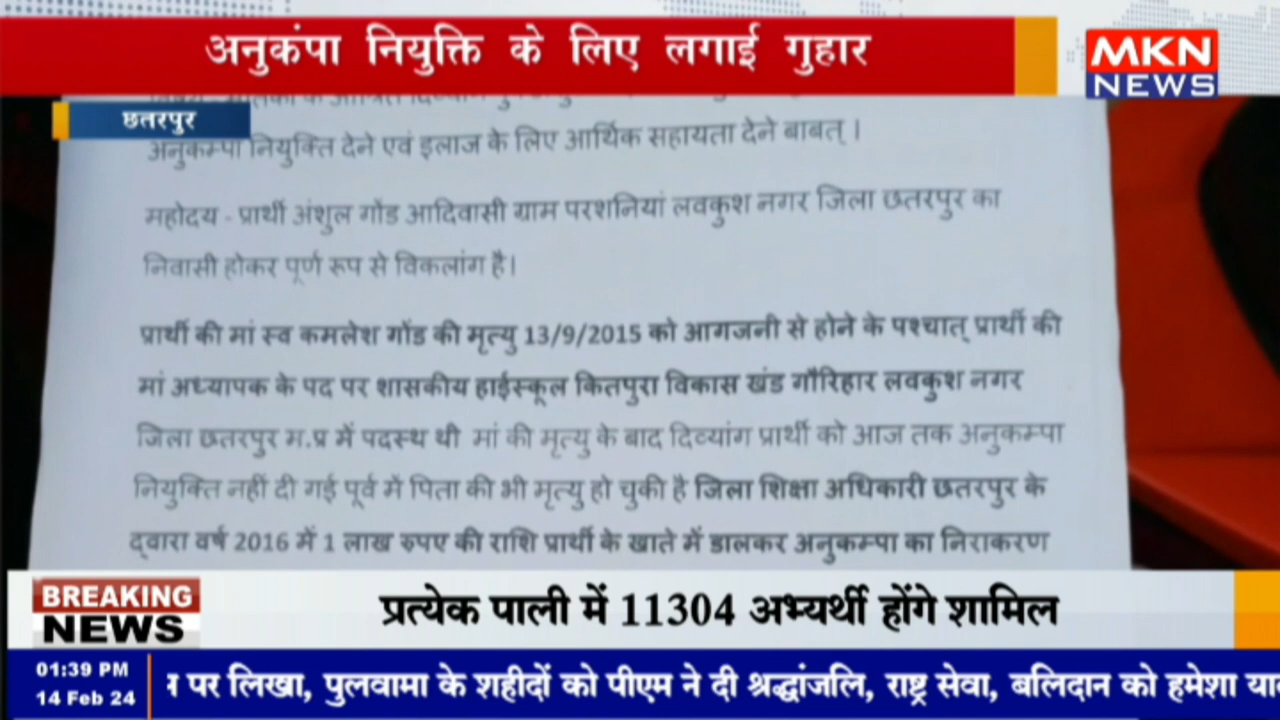 अनुकंपा नियुक्ति के लिए लगाई गुहार
MKN
NEWS
छतरपुर
अनुकम्पा नियुक्ति देने एवं इलाज के लिए आर्थिक सहायता देने बाबत् ।
महोदय - प्रार्थी अंशुल गोंड आदिवासी ग्राम परशनियां लवकुश नगर जिला छतरपुर का
निवासी होकर पूर्ण रूप से विकलांग है।
प्रार्थी की मां स्व कमलेश गोंड की मृत्यु 13/9/2015 को आगजनी से होने के पश्चात् प्रार्थी की
मां अध्यापक के पद पर शासकीय हाईस्कूल कितपुरा विकास खंड गौरिहार लवकुश नगर
जिला छतरपुर म.प्र में पदस्थ थी मां की मृत्यु के बाद दिव्यांग प्रार्थी को आज तक अनुकम्पा
नियुक्ति नहीं दी गई पूर्व में पिता की भी मृत्यु हो चुकी है जिला शिक्षा अधिकारी छतरपुर के
द्वारा वर्ष 2016 में 1 लाख रुपए की राशि प्रार्थी के खाते में डालकर अनुकम्पा का निराकरण
BREAKING
NEWS
प्रत्येक पाली में 11304 अभ्यर्थी होंगे शामिल
01:39 PM
14 Feb 24
पर लिखा, पुलवामा के शहीदों को पीएम ने दी श्रद्धांजलि, राष्ट्र सेवा, बलिदान को हमेशा